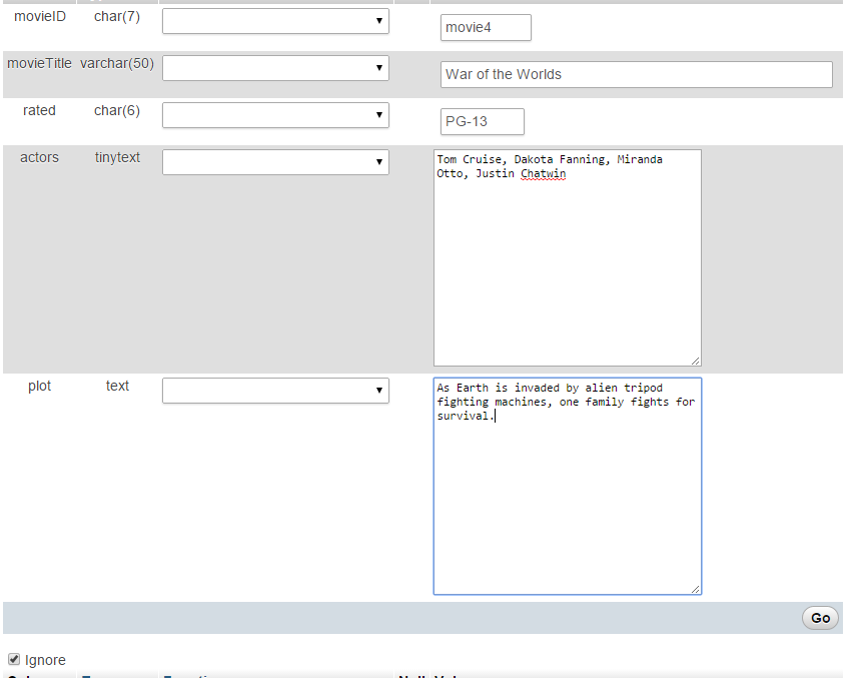 movieID char(7) movie4
movieTitle varchar(50) War of the Worlds
rated char(6) PG-13
actors tinytext Tom Cruise, Dakota Fanning, Miranda
Otto, Justin Chatwin
plot text As Earth is invaded by alien tripod
fighting machines, one family fights for
survival.
Go
Ignore